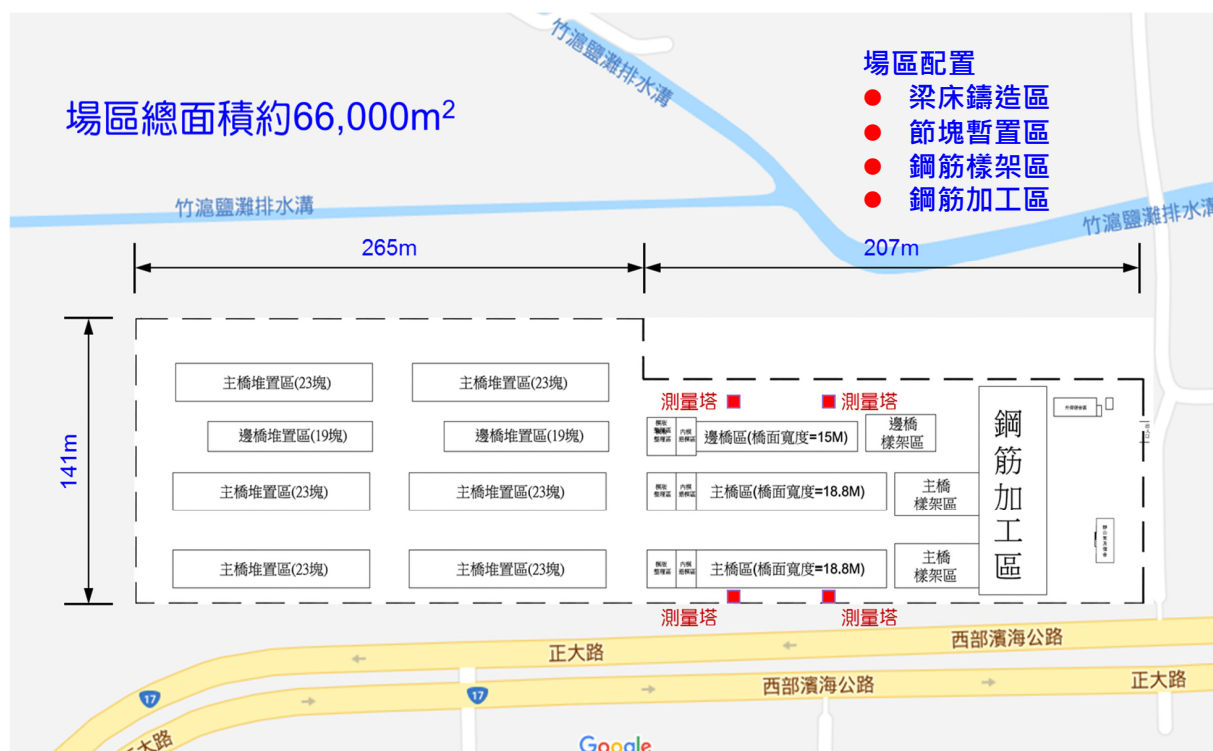 竹滬鹽灘排水溝
場區配置
● 梁床鑄造區
● 節塊暫置區
● 鋼筋樣架區
● 鋼筋加工區
場區總面積約66,000m²
竹滬鹽灘排水溝
竹滬鹽灘排水溝
265m
207m
141m
主橋堆置區(23塊)
主橋堆置區(23塊)
測量塔
測量塔
邊橋堆置區(19塊)
邊橋堆置區(19塊)
邊橋區(橋面寬度=15M)
邊橋
樣架區
鋼筋加工區
主橋堆置區(23塊)
主橋堆置區(23塊)
主橋區(橋面寬度=18.8M)
主橋
樣架區
主橋堆置區(23塊)
主橋堆置區(23塊)
主橋區(橋面寬度=18.8M)
主橋
樣架區
測量塔
測量塔
正大路
西部濱海公路
17
17
西部濱海公路
正大路
正大路
Google